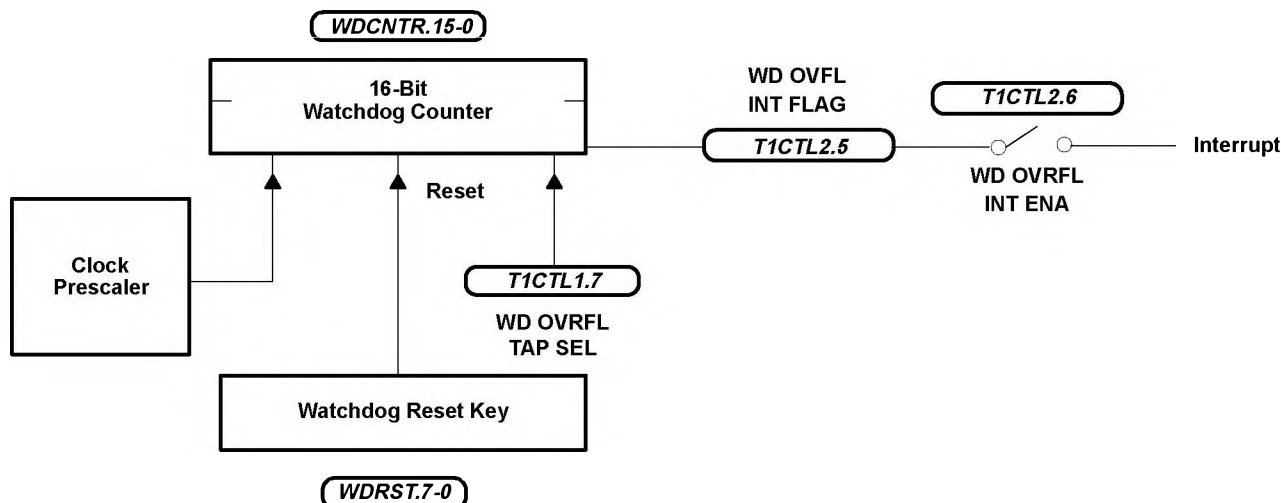 WDCNTR.15-0
16-Bit
Watchdog Counter
WD OVFL
INT FLAG
T1CTL2.6
T1CTL2.5
Interrupt
WD OVRFL
INT ENA
Reset
Clock
Prescaler
T1CTL1.7
WD OVRFL
TAP SEL
Watchdog Reset Key
WDRST.7-0